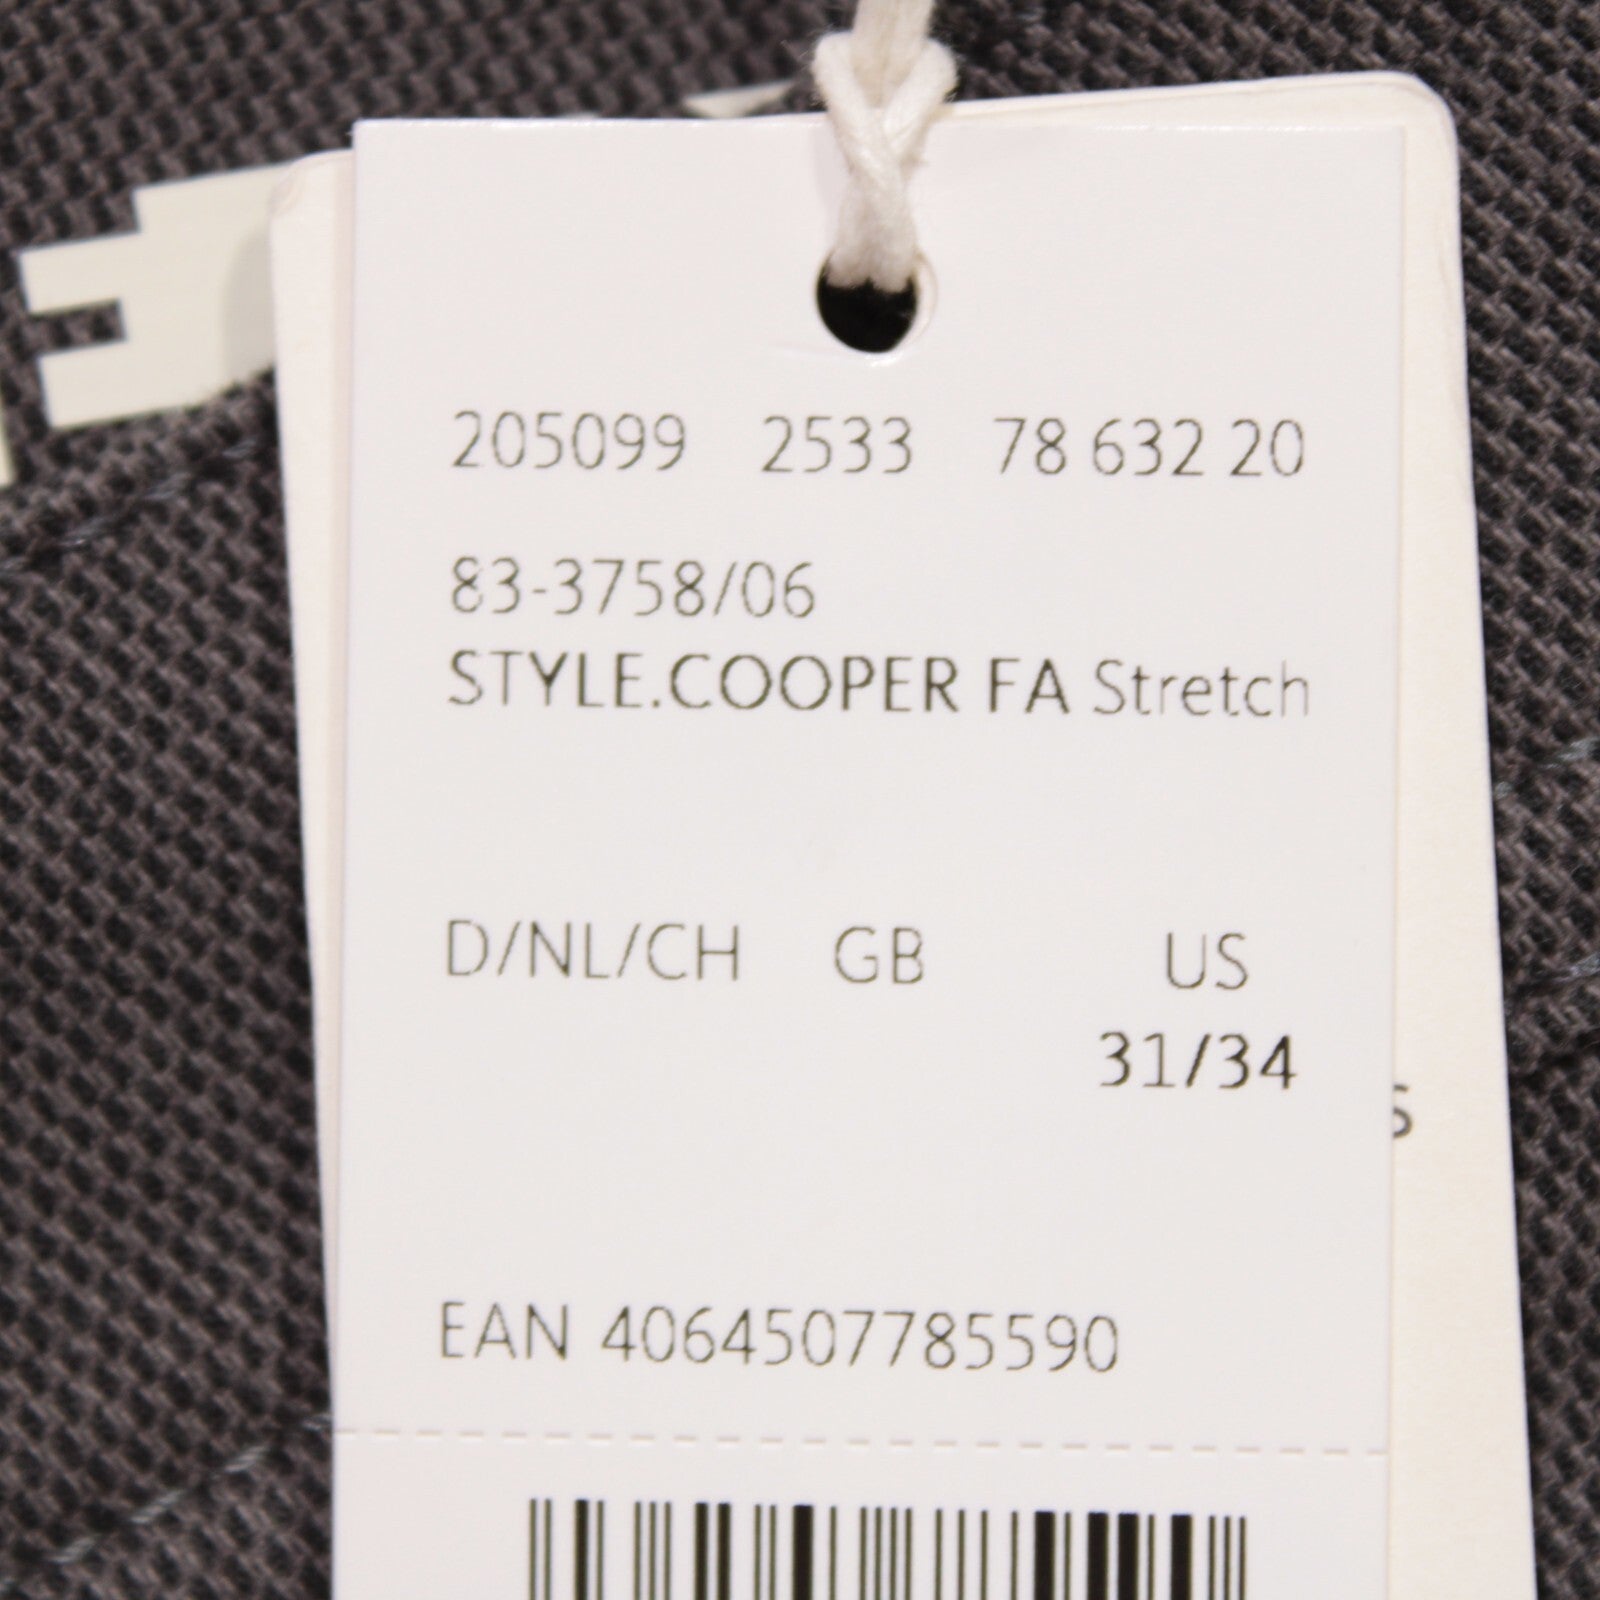 205099 2533 78 632 20
83-3758/06
STYLE.COOPER FA Stretch
D/NL/CH GB US
31/34
EAN 4064507785590